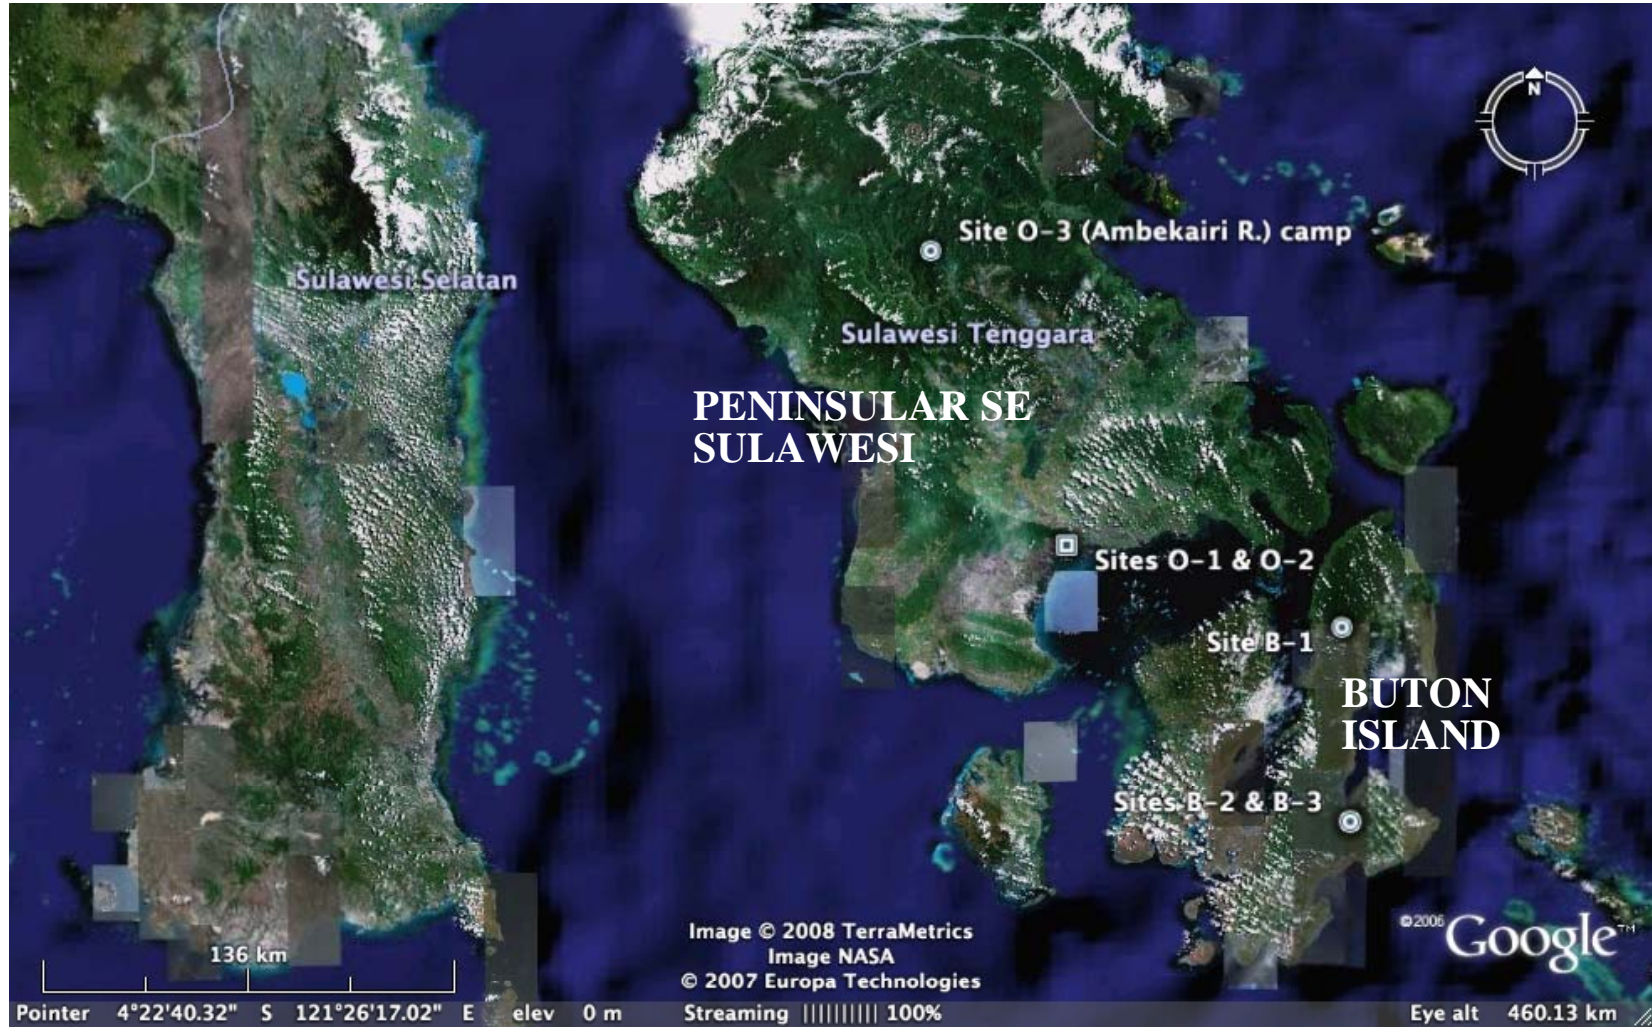 N
Site O-3 (Ambekairi R.) camp
Sulawesi Selatan
Sulawesi Tenggara
PENINSULAR SE
SULAWESI
Sites O-1 & O-2
Site B-1
BUTON
ISLAND
Sites B-2 & B-3
136 km
Image © 2008 TerraMetrics
Image NASA
© 2007 Europa Technologies
©2006 Google™
Pointer 4°22'40.32" S 121°26'17.02" E elev 0 m Streaming |||||||||| 100% Eye alt 460.13 km